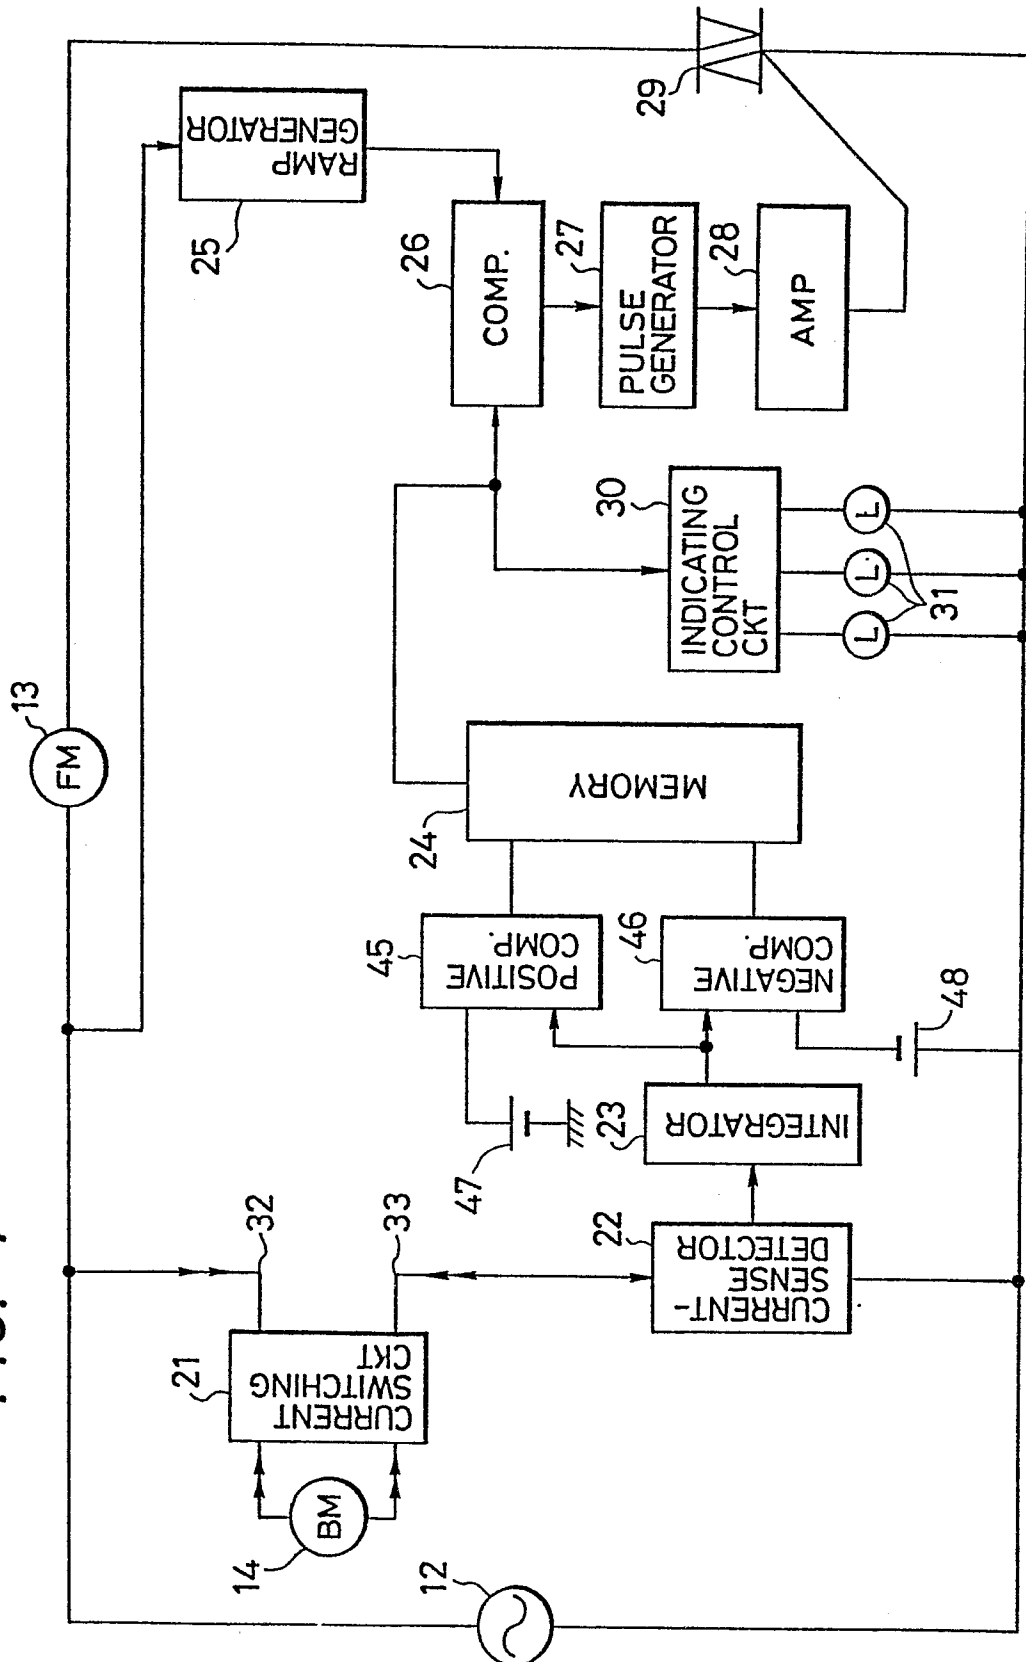 13
FM
25
RAMP
GENERATOR
26
COMP.
27
PULSE
GENERATOR
28
AMP
29
30
INDICATING
CONTROL
CKT
L
L
L
31
24
MEMORY
45
POSITIVE
COMP.
46
NEGATIVE
COMP.
47
48
23
INTEGRATOR
22
CURRENT-
SENSE
DETECTOR
32
33
21
CURRENT
SWITCHING
CKT
14
BM
12